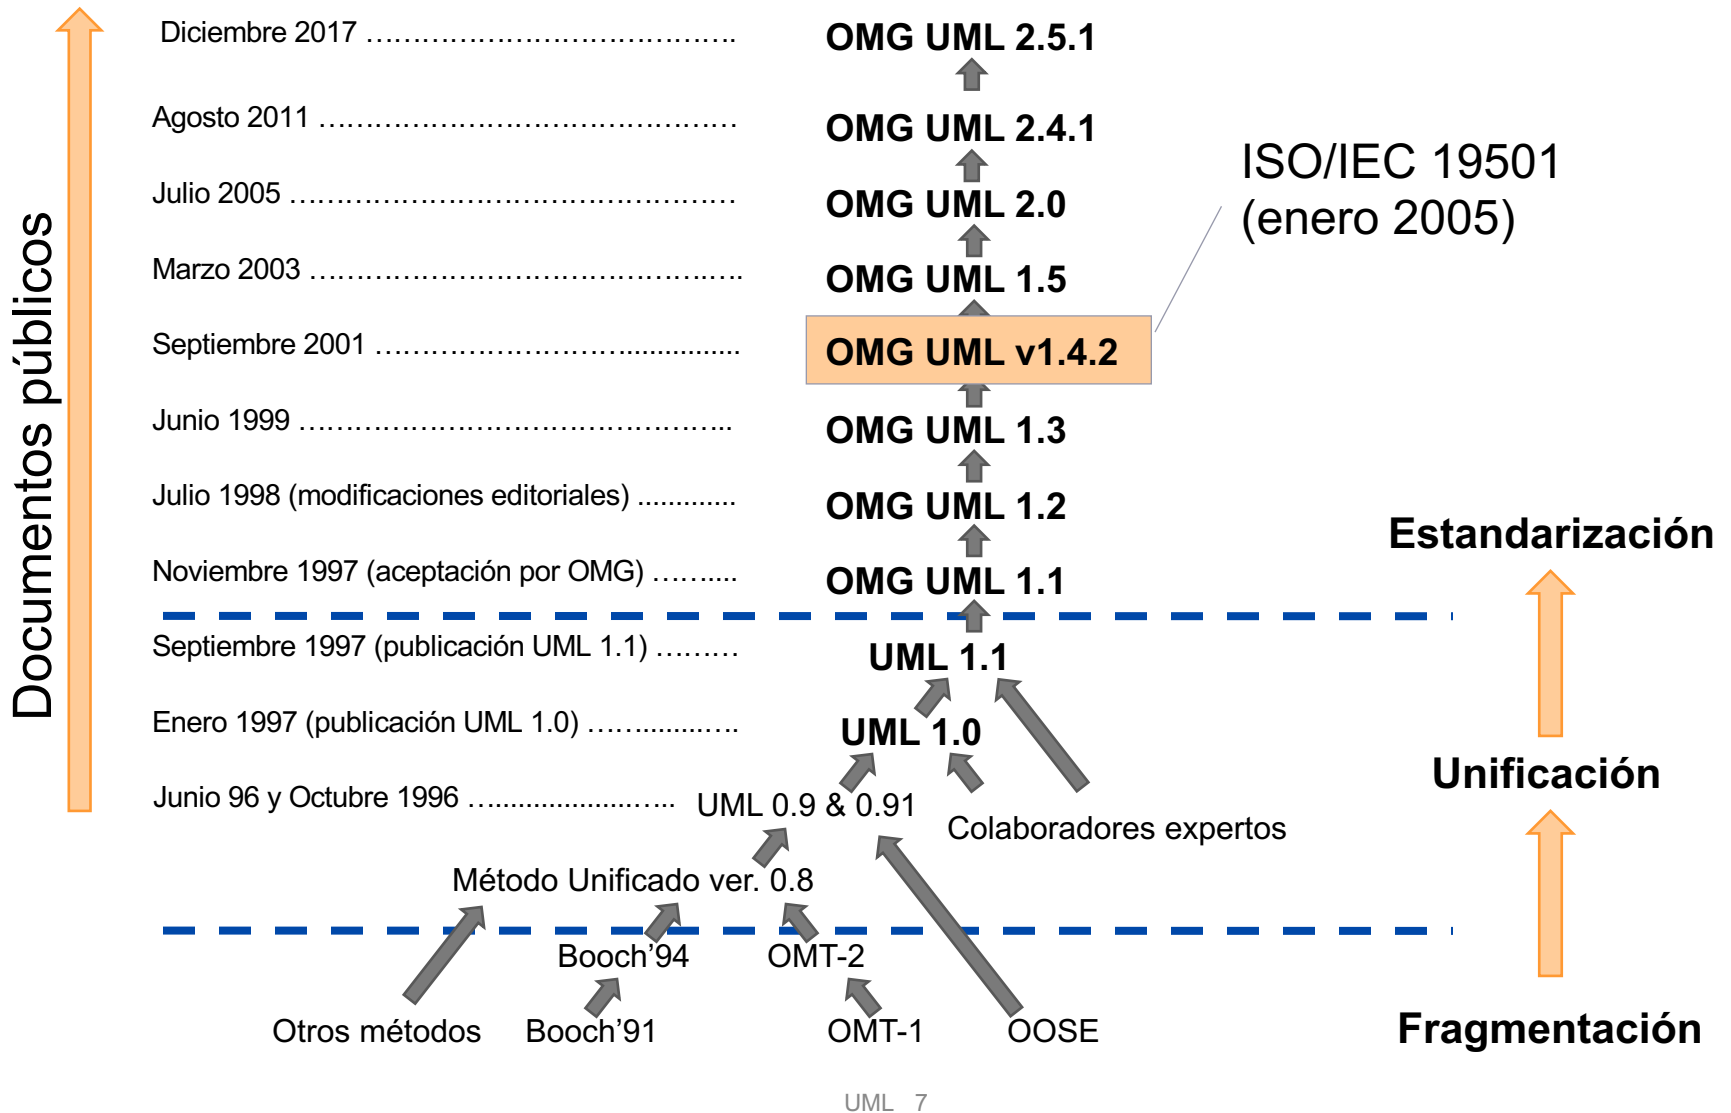 Diciembre 2017 ………………………………………. OMG UML 2.5.1
Agosto 2011 …………………………………………… OMG UML 2.4.1
Julio 2005 ……………………………………………… OMG UML 2.0
Marzo 2003 …………………………………………..….. OMG UML 1.5
Septiembre 2001 …………………………............... OMG UML v1.4.2
Junio 1999 …………………………………………….. OMG UML 1.3
Julio 1998 (modificaciones editoriales) ............. OMG UML 1.2
Noviembre 1997 (aceptación por OMG) …….... OMG UML 1.1
Septiembre 1997 (publicación UML 1.1) ……… UML 1.1
Enero 1997 (publicación UML 1.0) …….........….. UML 1.0
Junio 96 y Octubre 1996 ….....................….. UML 0.9 & 0.91
Colaboradores expertos
Método Unificado ver. 0.8
Booch’94 OMT-2
Otros métodos Booch’91 OMT-1 OOSE
Documentos públicos
ISO/IEC 19501
(enero 2005)
Estandarización
Unificación
Fragmentación
UML 7